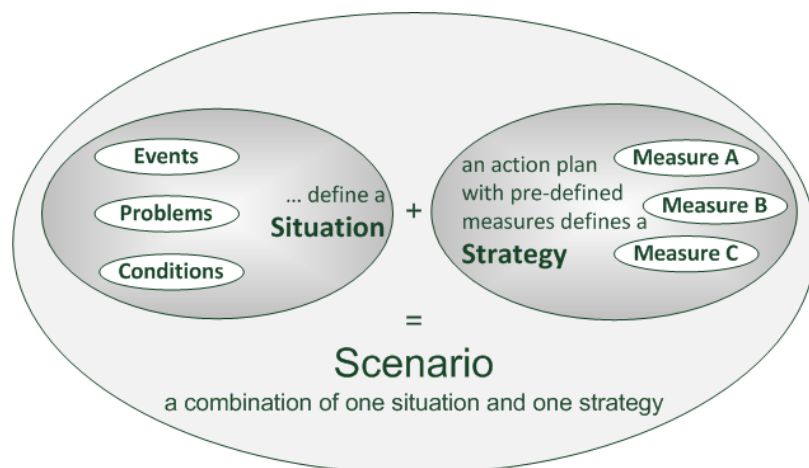 Events
Problems
Conditions
... define a
Situation
+
an action plan
with pre-defined
measures defines a
Strategy
Measure A
Measure B
Measure C
=
Scenario
a combination of one situation and one strategy